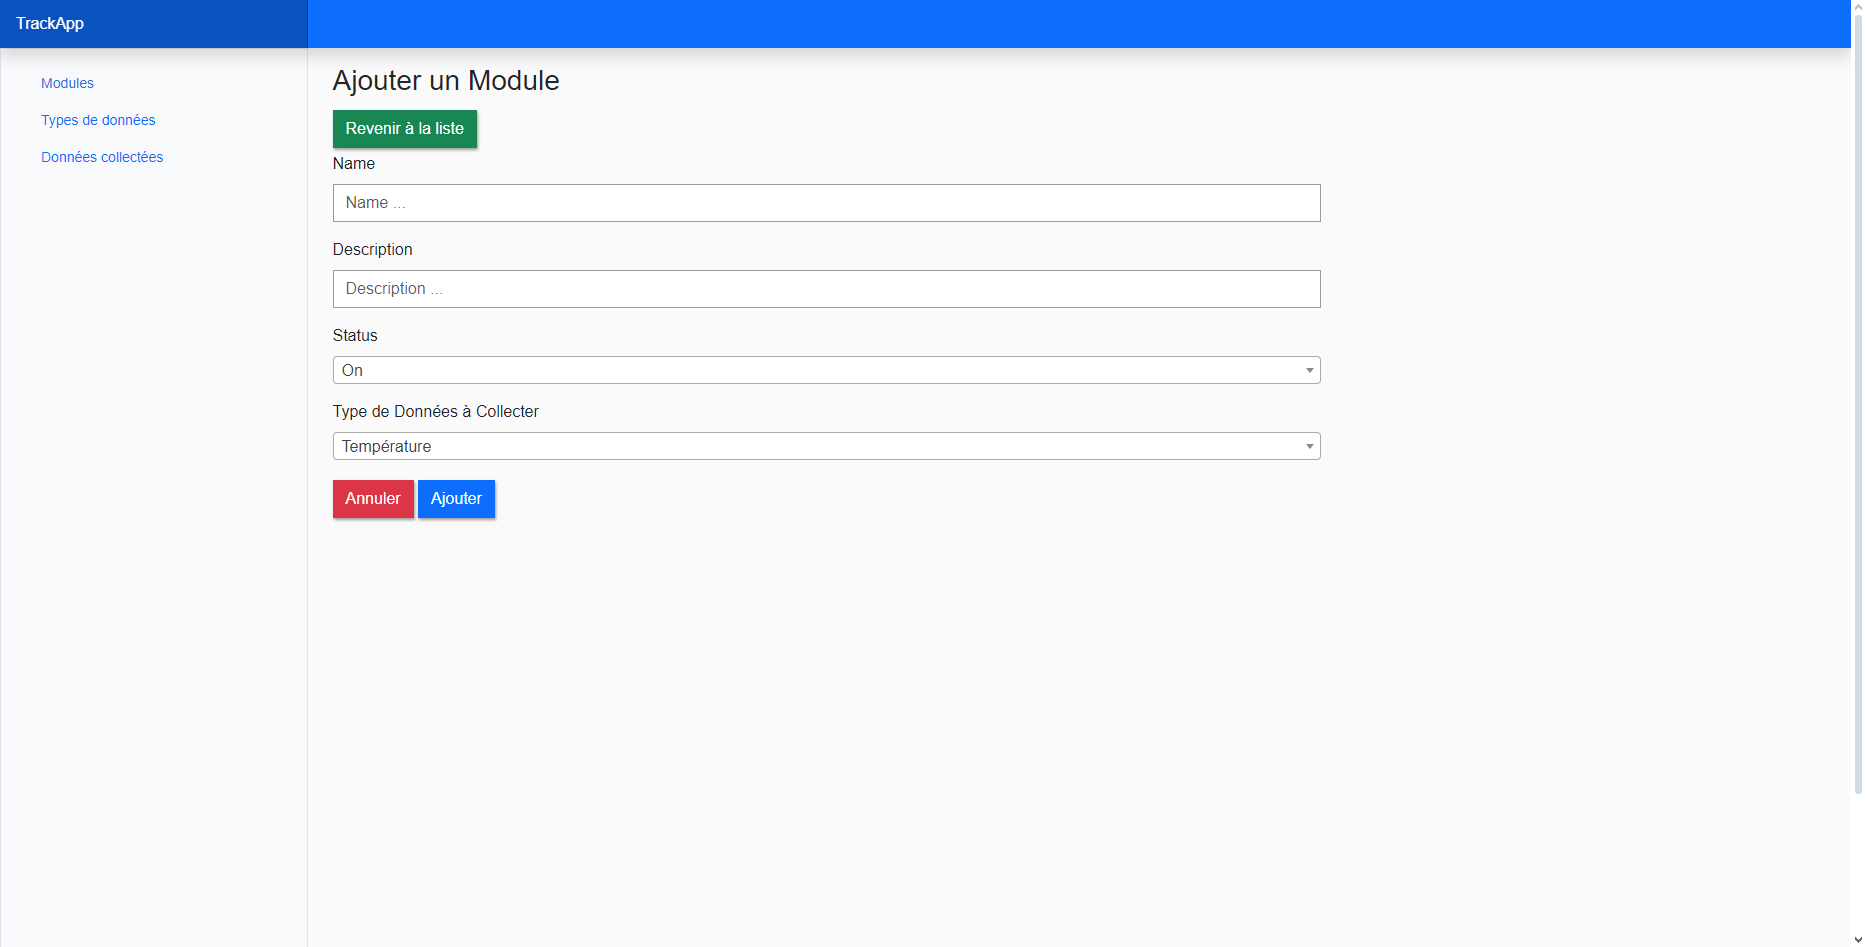 TrackApp
Modules
Types de données
Données collectées
Ajouter un Module
Revenir à la liste
Name
Name ...
Description
Description ...
Status
On
Type de Données à Collecter
Température
Annuler Ajouter